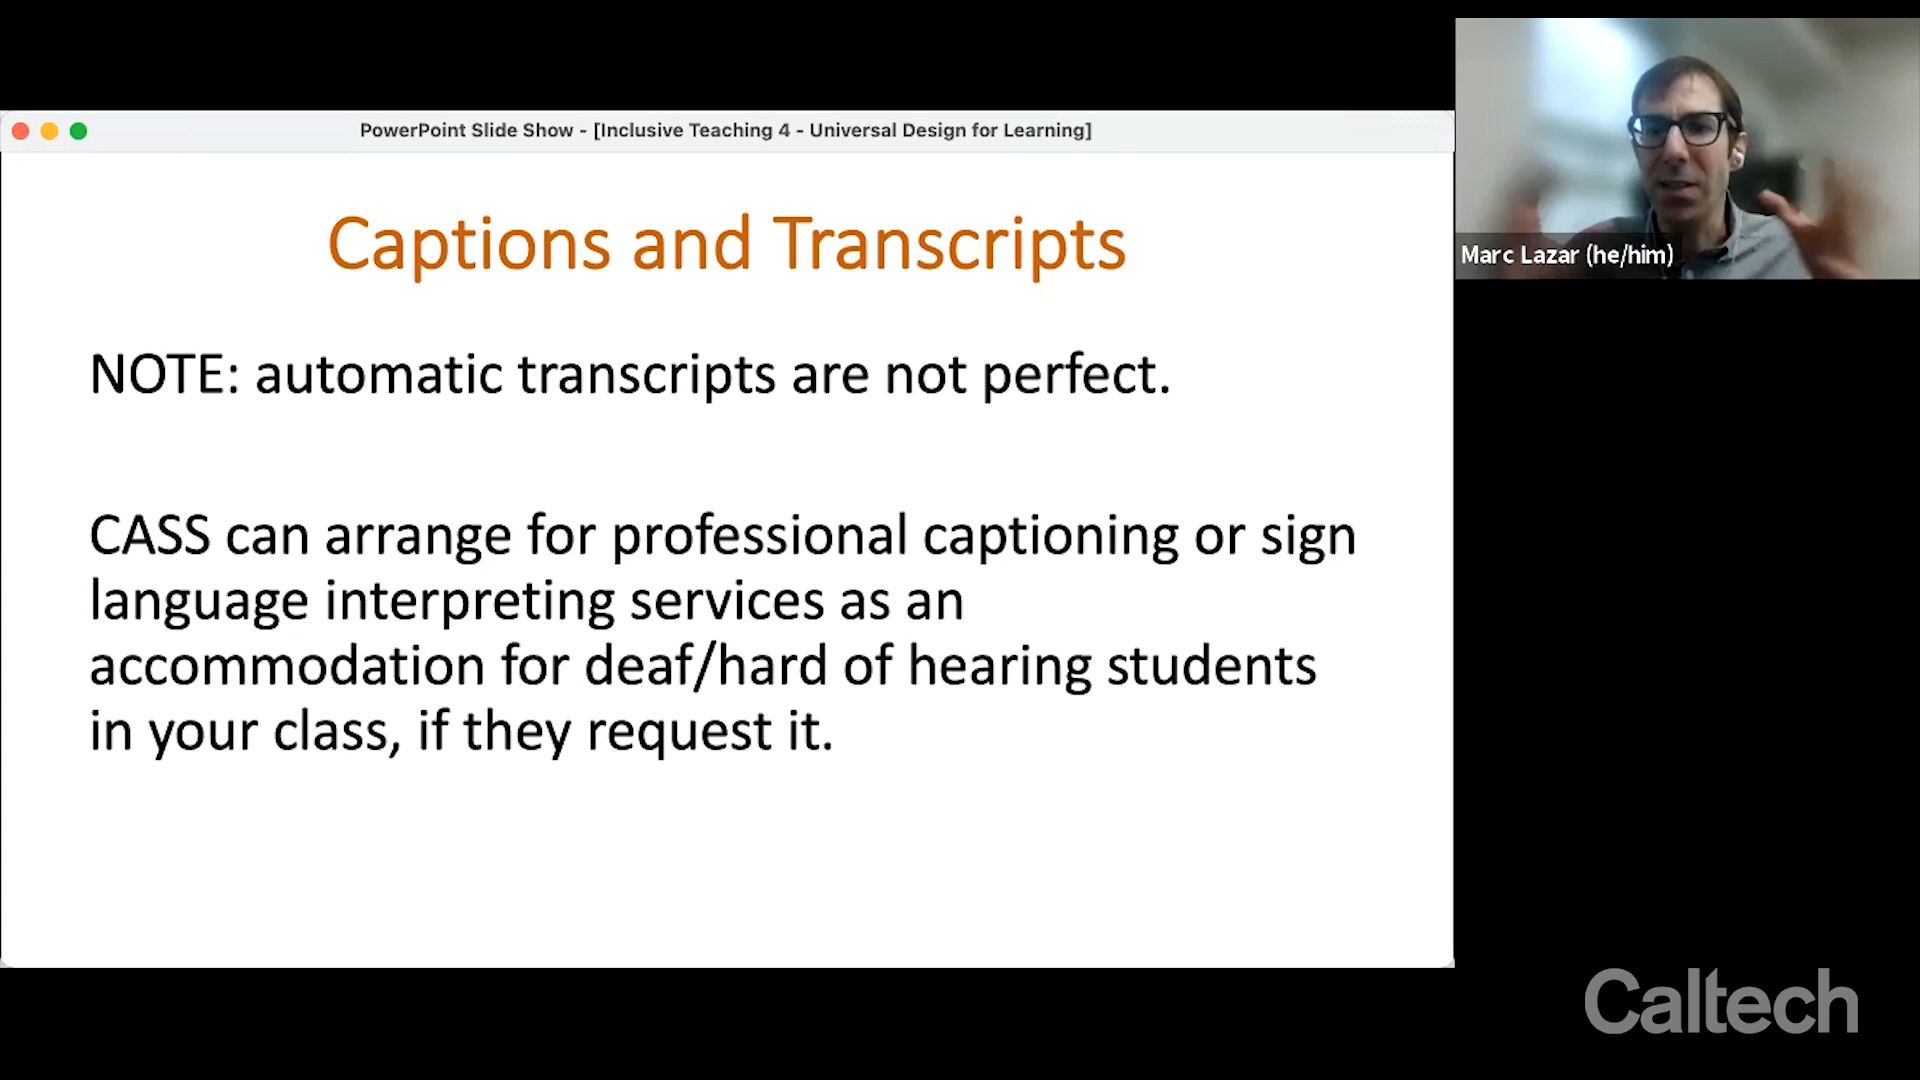 PowerPoint Slide Show - [Inclusive Teaching 4 - Universal Design for Learning]
Captions and Transcripts
NOTE: automatic transcripts are not perfect.
CASS can arrange for professional captioning or sign
language interpreting services as an
accommodation for deaf/hard of hearing students
in your class, if they request it.
Marc Lazar (he/him)
Caltech